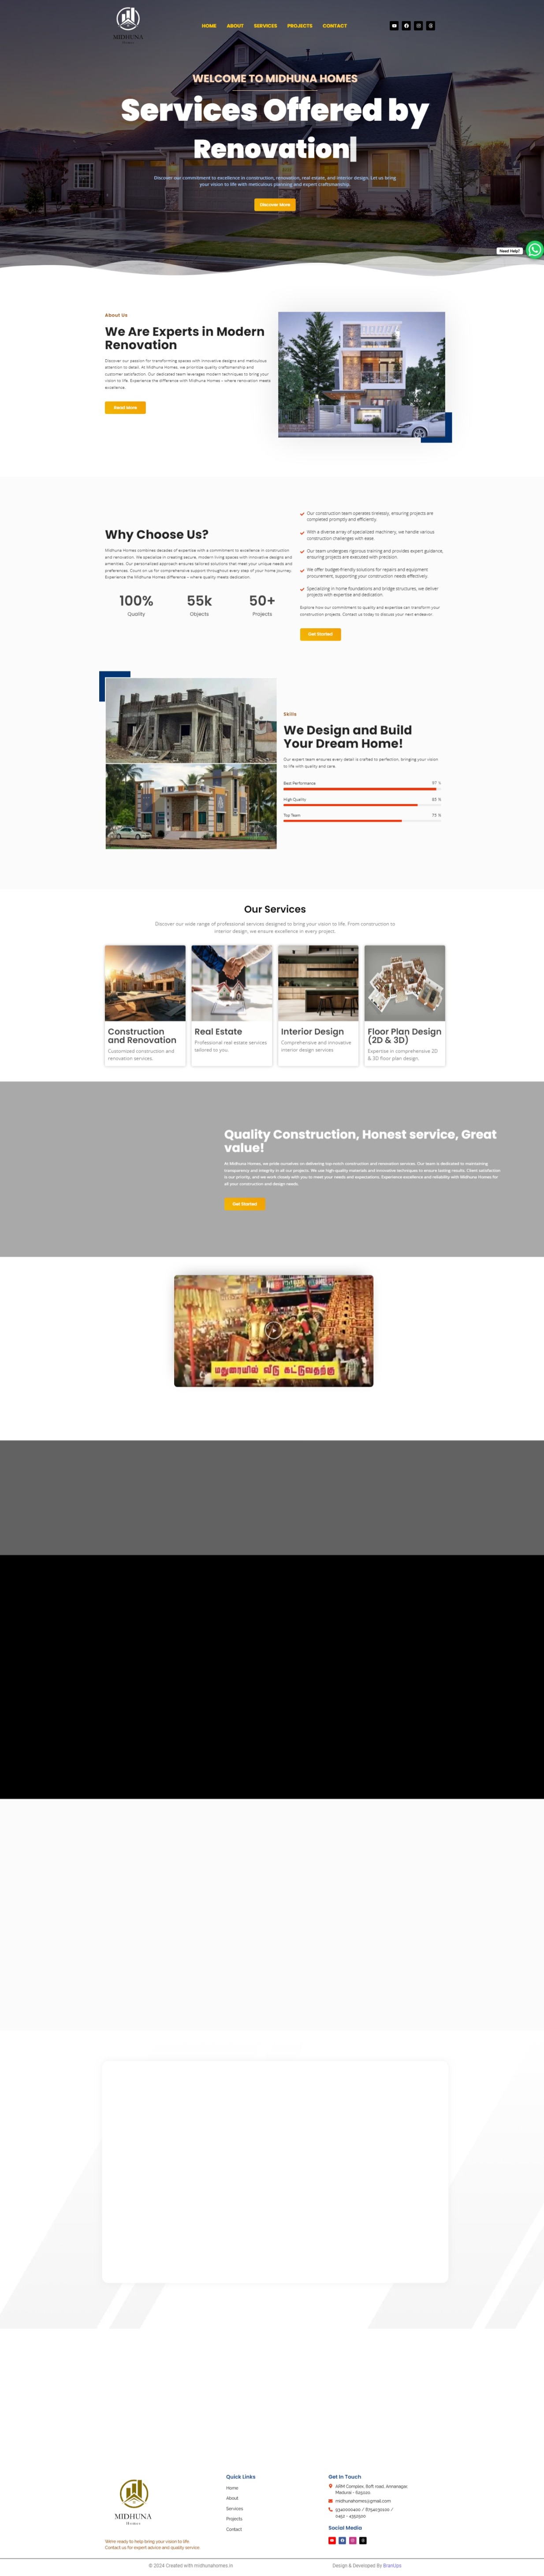 MIDHUNA
Homes
HOME ABOUT SERVICES PROJECTS CONTACT
WELCOME TO MIDHUNA HOMES
Services Offered by
Renovation
Discover our commitment to excellence in construction, renovation, real estate, and interior design. Let us bring
your vision to life with meticulous planning and expert craftsmanship.
Discover More
Need Help?
About Us
We Are Experts in Modern
Renovation
Discover our passion for transforming spaces with innovative designs and meticulous
attention to detail. At Midhuna Homes, we prioritize quality craftsmanship and
customer satisfaction. Our dedicated team leverages modern techniques to bring your
vision to life. Experience the difference with Midhuna Homes – where renovation meets
excellence.
Read More
Why Choose Us?
Midhuna Homes combines decades of expertise with a commitment to excellence in construction
and renovation. We specialize in creating secure, modern living spaces with innovative designs and
amenities. Our personalized approach ensures tailored solutions that meet your unique needs and
preferences. Count on us for comprehensive support throughout every step of your home journey.
Experience the Midhuna Homes difference – where quality meets dedication.
100%
Quality
55k
Objects
50+
Projects
Our construction team operates tirelessly, ensuring projects are
completed promptly and efficiently.
With a diverse array of specialized machinery, we handle various
construction challenges with ease.
Our team undergoes rigorous training and provides expert guidance,
ensuring projects are executed with precision.
We offer budget-friendly solutions for repairs and equipment
procurement, supporting your construction needs effectively.
Specializing in home foundations and bridge structures, we deliver
projects with expertise and dedication.
Explore how our commitment to quality and expertise can transform your
construction projects. Contact us today to discuss your next endeavor.
Get Started
Skills
We Design and Build
Your Dream Home!
Our expert team ensures every detail is crafted to perfection, bringing your vision
to life with quality and care.
Best Performance 97 %
High Quality 85 %
Top Team 75 %
Our Services
Discover our wide range of professional services designed to bring your vision to life. From construction to
interior design, we ensure excellence in every project.
Construction
and Renovation
Customized construction and
renovation services.
Real Estate
Professional real estate services
tailored to you.
Interior Design
Comprehensive and innovative
interior design services
Floor Plan Design
(2D & 3D)
Expertise in comprehensive 2D
& 3D floor plan design.
Quality Construction, Honest service, Great
value!
At Midhuna Homes, we pride ourselves on delivering top-notch construction and renovation services. Our team is dedicated to maintaining
transparency and integrity in all our projects. We use high-quality materials and innovative techniques to ensure lasting results. Client satisfaction
is our priority, and we work closely with you to meet your needs and expectations. Experience excellence and reliability with Midhuna Homes for
all your construction and design needs.
Get Started
மதுரையில் வீடு கட்டுவதற்கு
MIDHUNA
Homes
We're ready to help bring your vision to life.
Contact us for expert advice and quality service.
Quick Links
Home
About
Services
Projects
Contact
Get In Touch
ARM Complex, 80ft road, Annanagar,
Madurai - 625020
midhunahomes@gmail.com
Social Media
© 2024 Created with midhunahomes.in
Design & Developed By BranUps